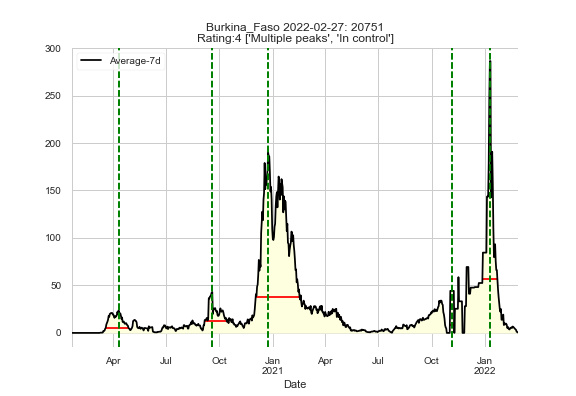 Burkina_Faso 2022-02-27: 20751
Rating:4 ['Multiple peaks', 'In control']
Average-7d
300
250
200
150
100
50
0
Apr Jul Oct Jan Apr Jul Oct Jan
2021 2022
Date